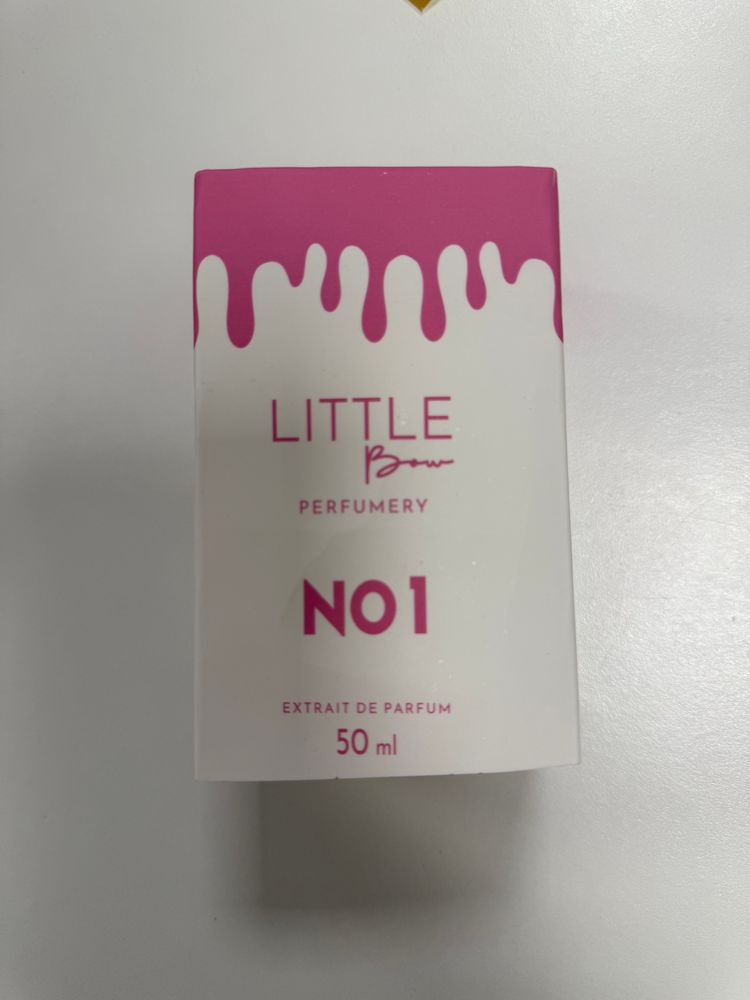 LITTLE
Bow
PERFUMERY
NO1
EXTRAIT DE PARFUM
50 ml